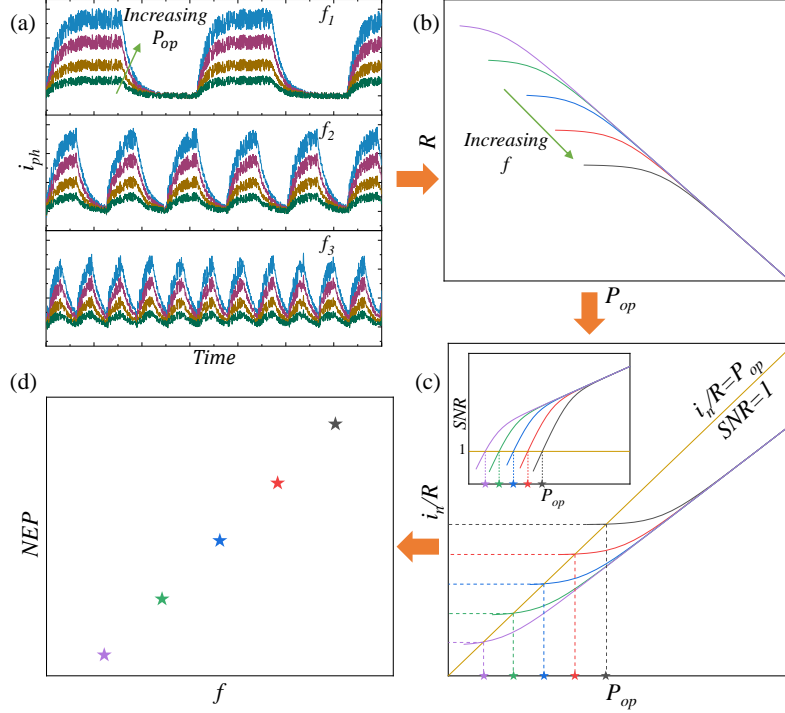 (a)
Increasing
P_op
f_1
f_2
f_3
i_ph
Time
(b)
R
Increasing
f
P_op
(c)
i_n/R=P_op
SNR=1
SNR
1
P_op
i_n/R
P_op
(d)
NEP
f